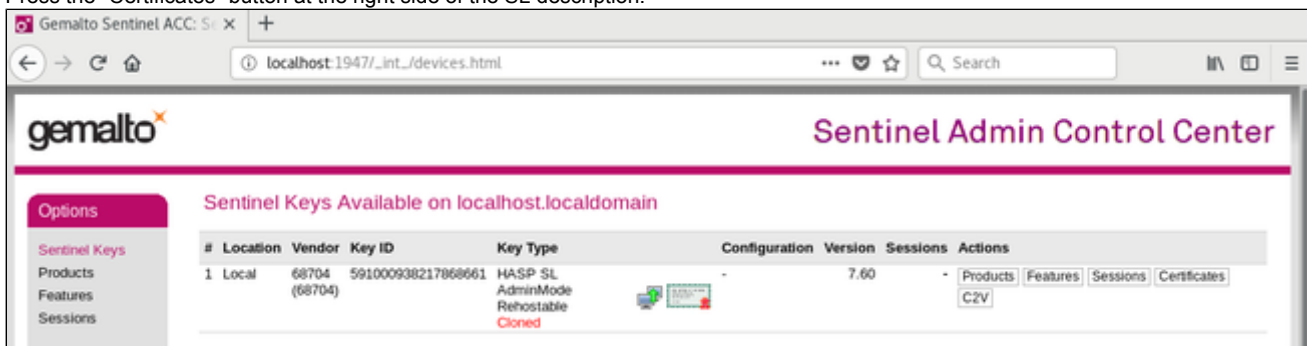 Press the "Certificates" button at the right side of the SL description.
Gemalto Sentinel ACC: Se
localhost:1947/_int_/devices.html
Search
gemalto
Sentinel Admin Control Center
Options
Sentinel Keys Available on localhost.localdomain
Sentinel Keys
Products
Features
Sessions
# Location Vendor Key ID Key Type Configuration Version Sessions Actions
1 Local 68704 591000938217868661 HASP SL - 7.60 - Products Features Sessions Certificates
(68704) AdminMode C2V
Rehostable
Cloned